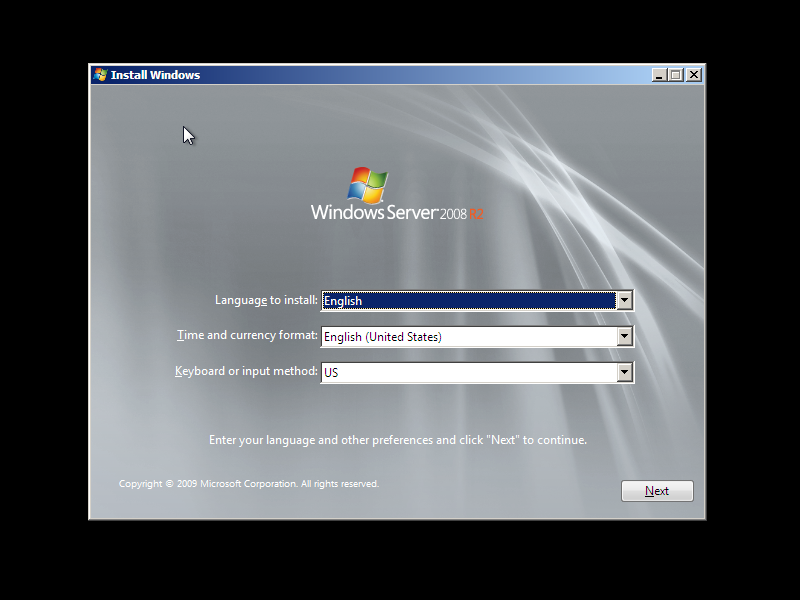 Install Windows
Windows Server 2008 R2
Language to install: English
Time and currency format: English (United States)
Keyboard or input method: US
Enter your language and other preferences and click "Next" to continue.
Copyright © 2009 Microsoft Corporation. All rights reserved.
Next